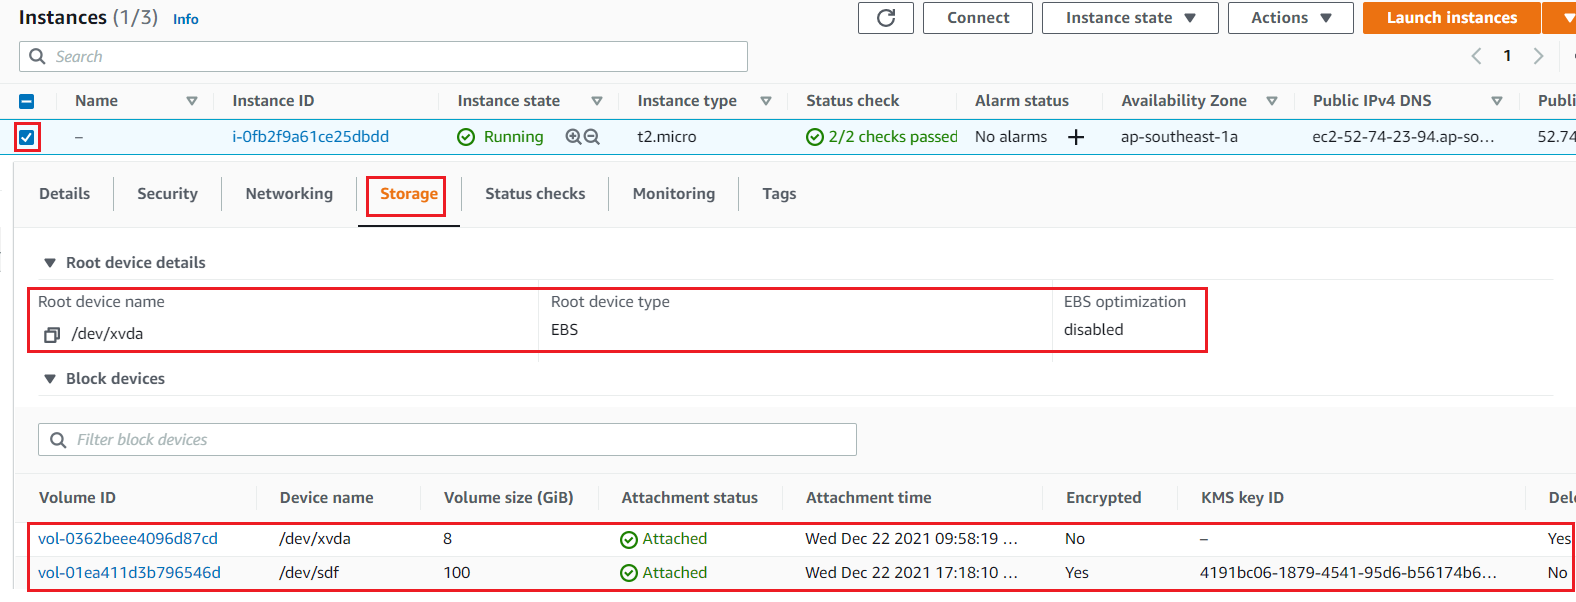 Instances (1/3) Info Connect Instance state Actions Launch instances
Search 1
Name Instance ID Instance state Instance type Status check Alarm status Availability Zone Public IPv4 DNS Publi
– i-0fb2f9a61ce25dbdd Running t2.micro 2/2 checks passed No alarms + ap-southeast-1a ec2-52-74-23-94.ap-so... 52.74
Details Security Networking Storage Status checks Monitoring Tags
Root device details
Root device name Root device type EBS optimization
/dev/xvda EBS disabled
Block devices
Filter block devices
Volume ID Device name Volume size (GiB) Attachment status Attachment time Encrypted KMS key ID Dele
vol-0362beee4096d87cd /dev/xvda 8 Attached Wed Dec 22 2021 09:58:19 ... No – Yes
vol-01ea411d3b796546d /dev/sdf 100 Attached Wed Dec 22 2021 17:18:10 ... Yes 4191bc06-1879-4541-95d6-b56174b6... No